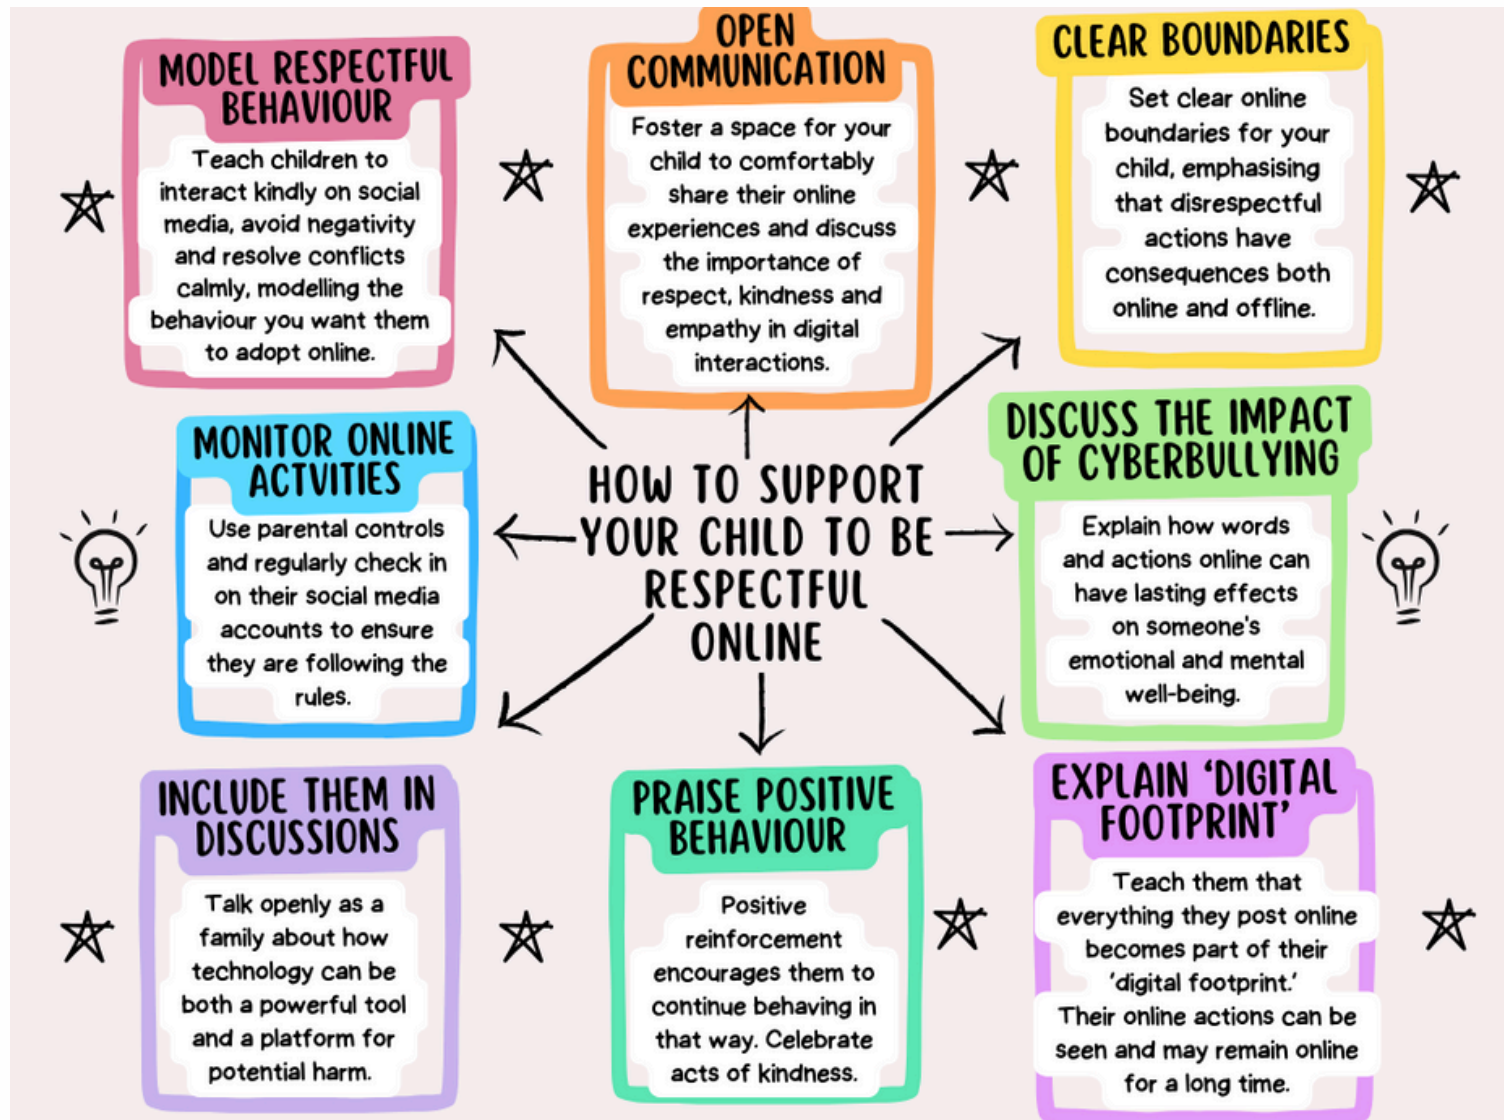 MODEL RESPECTFUL
BEHAVIOUR
Teach children to
interact kindly on social
media, avoid negativity
and resolve conflicts
calmly, modelling the
behaviour you want them
to adopt online.
OPEN
COMMUNICATION
Foster a space for your
child to comfortably
share their online
experiences and discuss
the importance of
respect, kindness and
empathy in digital
interactions.
CLEAR BOUNDARIES
Set clear online
boundaries for your
child, emphasising
that disrespectful
actions have
consequences both
online and offline.
MONITOR ONLINE
ACTVITIES
Use parental controls
and regularly check in
on their social media
accounts to ensure
they are following the
rules.
HOW TO SUPPORT
YOUR CHILD TO BE
RESPECTFUL
ONLINE
DISCUSS THE IMPACT
OF CYBERBULLYING
Explain how words
and actions online can
have lasting effects
on someone's
emotional and mental
well-being.
INCLUDE THEM IN
DISCUSSIONS
Talk openly as a
family about how
technology can be
both a powerful tool
and a platform for
potential harm.
PRAISE POSITIVE
BEHAVIOUR
Positive
reinforcement
encourages them to
continue behaving in
that way. Celebrate
acts of kindness.
EXPLAIN ‘DIGITAL
FOOTPRINT’
Teach them that
everything they post online
becomes part of their
‘digital footprint.’
Their online actions can be
seen and may remain online
for a long time.